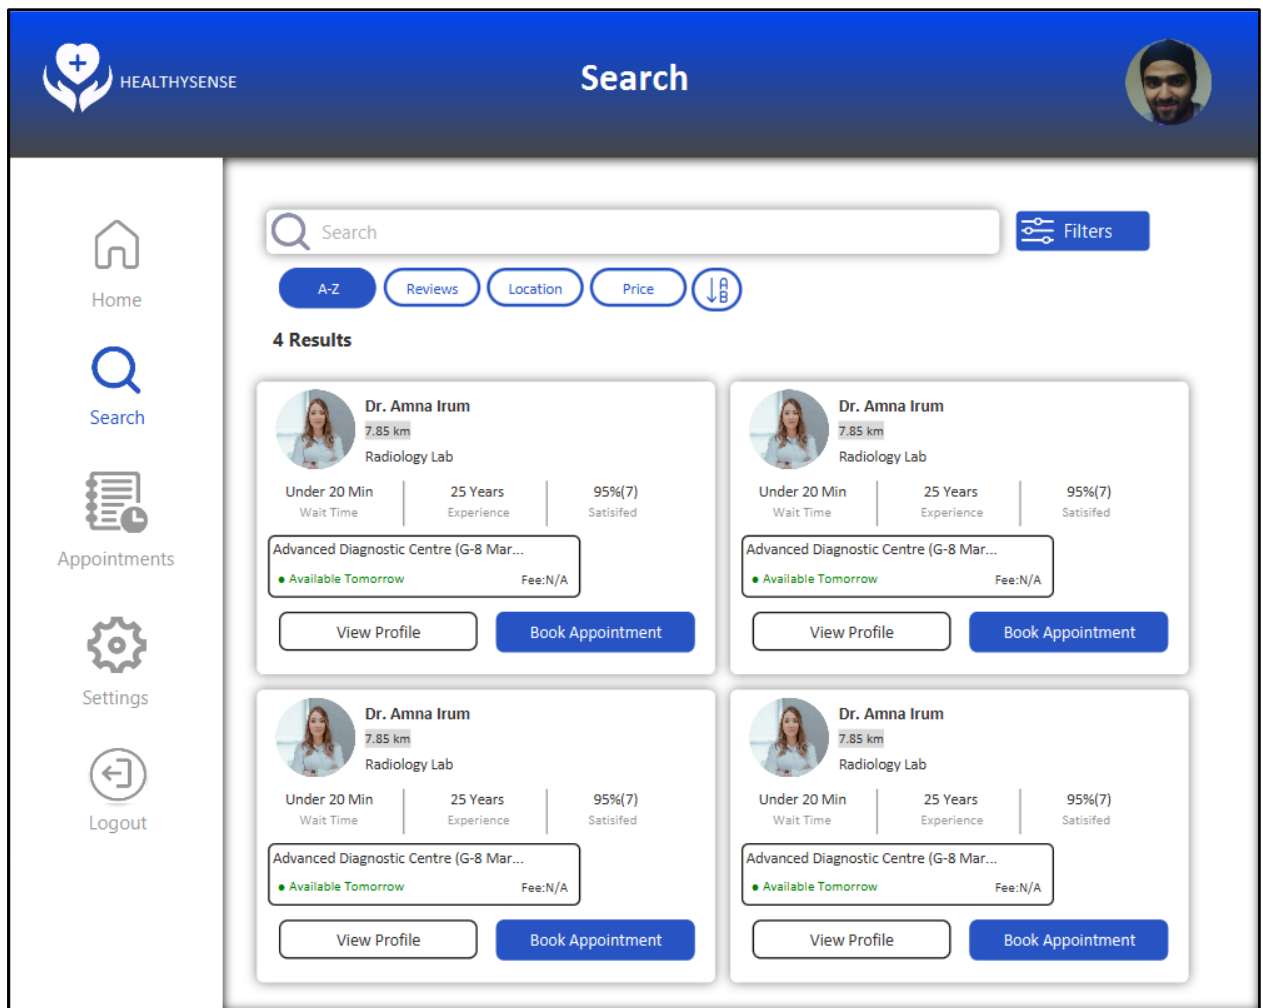 HEALTHYSENSE
Search
Home
Search
Appointments
Settings
Logout
Search
Filters
A-Z Reviews Location Price A B
4 Results
Dr. Amna Irum
7.85 km
Radiology Lab
Under 20 Min 25 Years 95%(7)
Wait Time Experience Satisifed
Advanced Diagnostic Centre (G-8 Mar...
• Available Tomorrow Fee:N/A
View Profile Book Appointment
Dr. Amna Irum
7.85 km
Radiology Lab
Under 20 Min 25 Years 95%(7)
Wait Time Experience Satisifed
Advanced Diagnostic Centre (G-8 Mar...
• Available Tomorrow Fee:N/A
View Profile Book Appointment
Dr. Amna Irum
7.85 km
Radiology Lab
Under 20 Min 25 Years 95%(7)
Wait Time Experience Satisifed
Advanced Diagnostic Centre (G-8 Mar...
• Available Tomorrow Fee:N/A
View Profile Book Appointment
Dr. Amna Irum
7.85 km
Radiology Lab
Under 20 Min 25 Years 95%(7)
Wait Time Experience Satisifed
Advanced Diagnostic Centre (G-8 Mar...
• Available Tomorrow Fee:N/A
View Profile Book Appointment